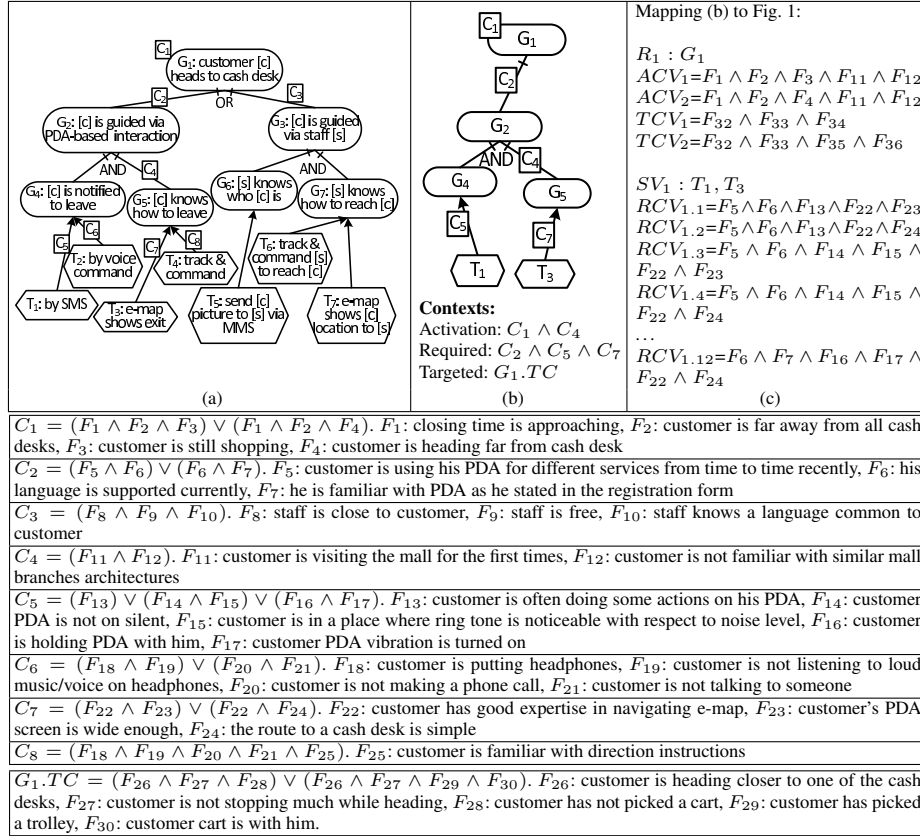 C1
G1: customer [c]
heads to cash desk
C2
OR
C3
G2: [c] is guided via
PDA-based interaction
G3: [c] is guided
via staff [s]
AND
C4
AND
G4: [c] is notified
to leave
G5: [c] knows
how to leave
G6: [s] knows
who [c] is
G7: [s] knows
how to reach [c]
C5
C6
C7
C8
T2: by voice
command
T4: track &
command
T6: track &
command [s]
to reach [c]
T1: by SMS
T3: e-map
shows exit
T5: send [c]
picture to [s] via
MMS
T7: e-map
shows [c]
location to [s]
(a)
C1
G1
C2
G2
AND
C4
G4
G5
C5
C7
T1
T3
Contexts:
Activation: C1 ∧ C4
Required: C2 ∧ C5 ∧ C7
Targeted: G1.TC
(b)
Mapping (b) to Fig. 1:
R1 : G1
ACV1=F1 ∧ F2 ∧ F3 ∧ F11 ∧ F12
ACV2=F1 ∧ F2 ∧ F4 ∧ F11 ∧ F12
TCV1=F32 ∧ F33 ∧ F34
TCV2=F32 ∧ F33 ∧ F35 ∧ F36
SV1 : T1, T3
RCV1.1=F5∧F6∧F13∧F22∧F23
RCV1.2=F5∧F6∧F13∧F22∧F24
RCV1.3=F5 ∧ F6 ∧ F14 ∧ F15 ∧
F22 ∧ F23
RCV1.4=F5 ∧ F6 ∧ F14 ∧ F15 ∧
F22 ∧ F24
...
RCV1.12=F6 ∧ F7 ∧ F16 ∧ F17 ∧
F22 ∧ F24
(c)
C1 = (F1 ∧ F2 ∧ F3) ∨ (F1 ∧ F2 ∧ F4). F1: closing time is approaching, F2: customer is far away from all cash
desks, F3: customer is still shopping, F4: customer is heading far from cash desk
C2 = (F5 ∧ F6) ∨ (F6 ∧ F7). F5: customer is using his PDA for different services from time to time recently, F6: his
language is supported currently, F7: he is familiar with PDA as he stated in the registration form
C3 = (F8 ∧ F9 ∧ F10). F8: staff is close to customer, F9: staff is free, F10: staff knows a language common to
customer
C4 = (F11 ∧ F12). F11: customer is visiting the mall for the first times, F12: customer is not familiar with similar mall
branches architectures
C5 = (F13) ∨ (F14 ∧ F15) ∨ (F16 ∧ F17). F13: customer is often doing some actions on his PDA, F14: customer
PDA is not on silent, F15: customer is in a place where ring tone is noticeable with respect to noise level, F16: customer
is holding PDA with him, F17: customer PDA vibration is turned on
C6 = (F18 ∧ F19) ∨ (F20 ∧ F21). F18: customer is putting headphones, F19: customer is not listening to loud
music/voice on headphones, F20: customer is not making a phone call, F21: customer is not talking to someone
C7 = (F22 ∧ F23) ∨ (F22 ∧ F24). F22: customer has good expertise in navigating e-map, F23: customer's PDA
screen is wide enough, F24: the route to a cash desk is simple
C8 = (F18 ∧ F19 ∧ F20 ∧ F21 ∧ F25). F25: customer is familiar with direction instructions
G1.TC = (F26 ∧ F27 ∧ F28) ∨ (F26 ∧ F27 ∧ F29 ∧ F30). F26: customer is heading closer to one of the cash
desks, F27: customer is not stopping much while heading, F28: customer has not picked a cart, F29: customer has picked
a trolley, F30: customer cart is with him.